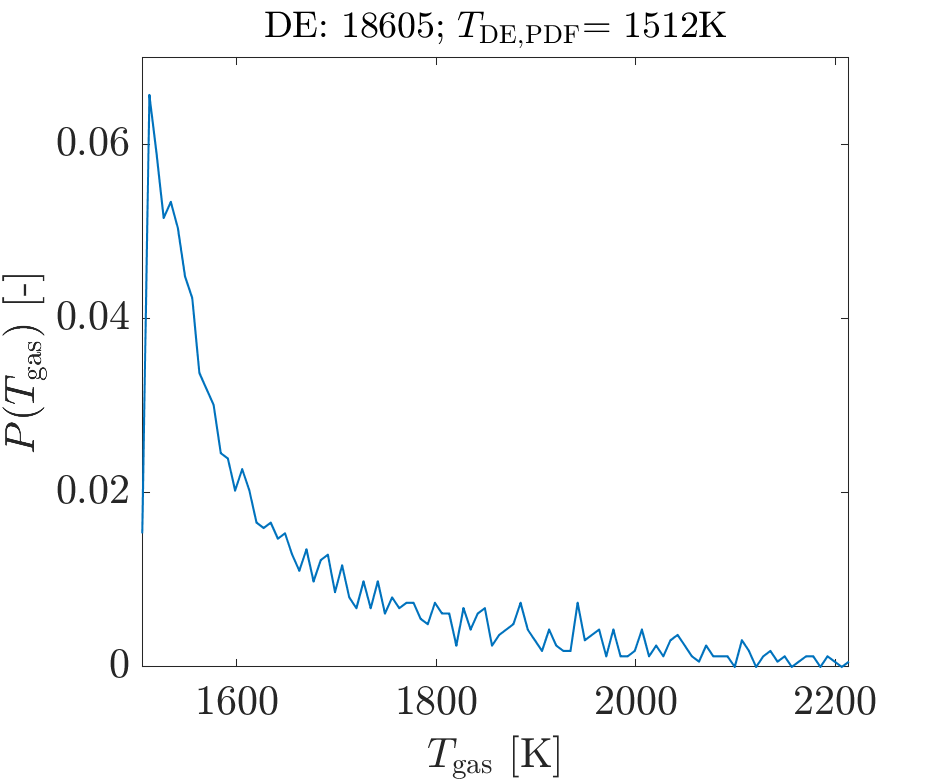 DE: 18605; T_DE,PDF= 1512K
0.06
0.04
0.02
0
P(T_gas) [-]
1600 1800 2000 2200
T_gas [K]